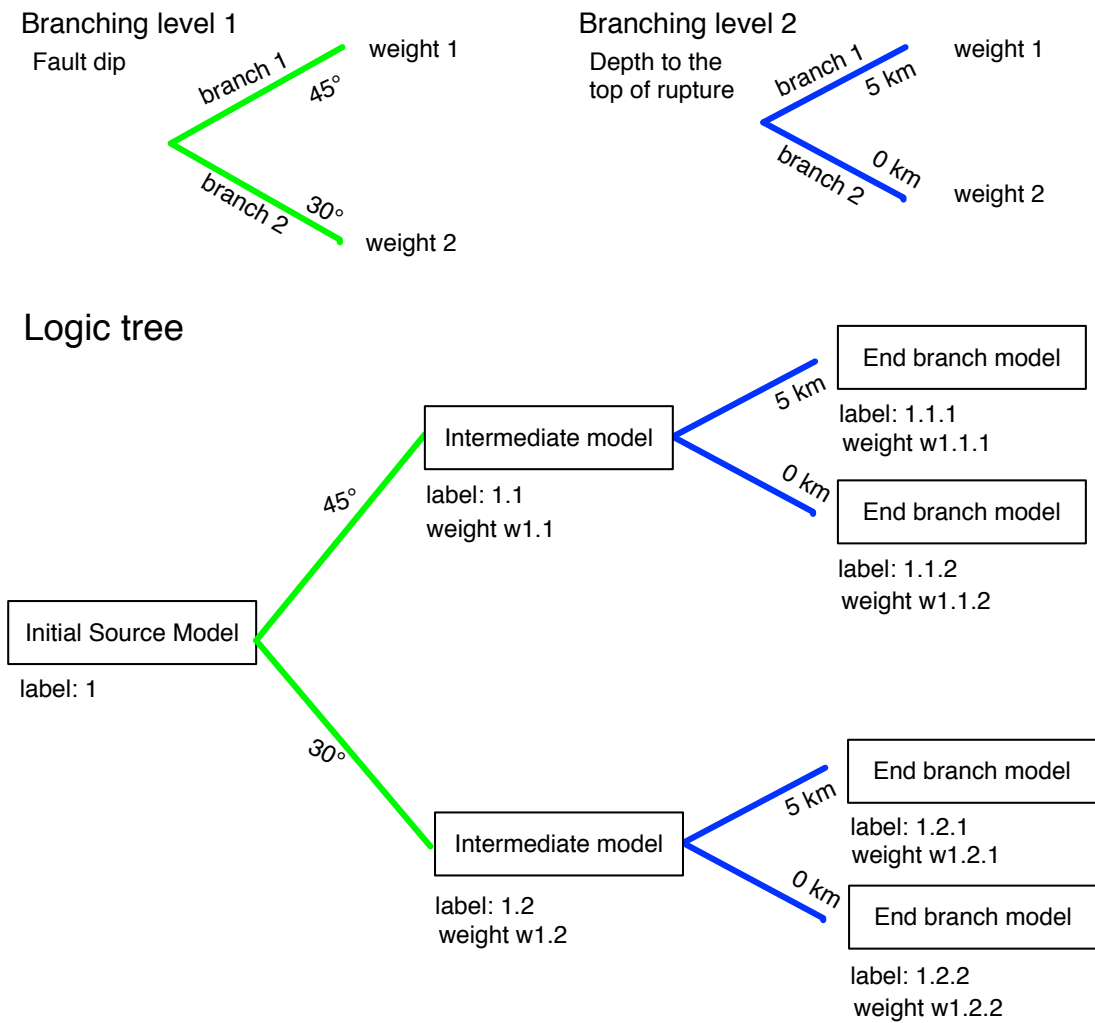 Branching level 1
Fault dip
branch 1
45°
weight 1
branch 2
30°
weight 2
Branching level 2
Depth to the
top of rupture
branch 1
5 km
weight 1
branch 2
0 km
weight 2
Logic tree
Initial Source Model
label: 1
45°
30°
Intermediate model
label: 1.1
weight w1.1
5 km
0 km
End branch model
label: 1.1.1
weight w1.1.1
End branch model
label: 1.1.2
weight w1.1.2
Intermediate model
label: 1.2
weight w1.2
5 km
0 km
End branch model
label: 1.2.1
weight w1.2.1
End branch model
label: 1.2.2
weight w1.2.2